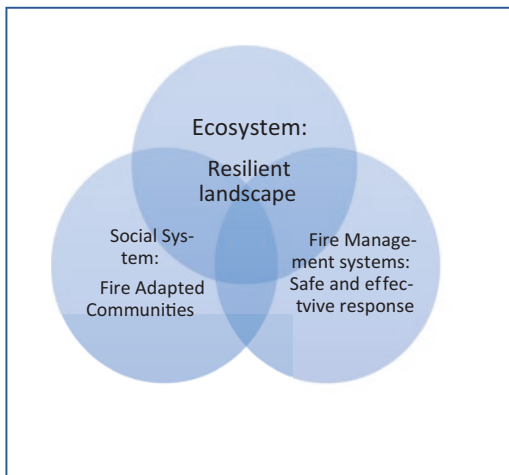 Ecosystem:
Resilient
landscape
Social Sys-
tem:
Fire Adapted
Communities
Fire Manage-
ment systems:
Safe and effec-
tvive response